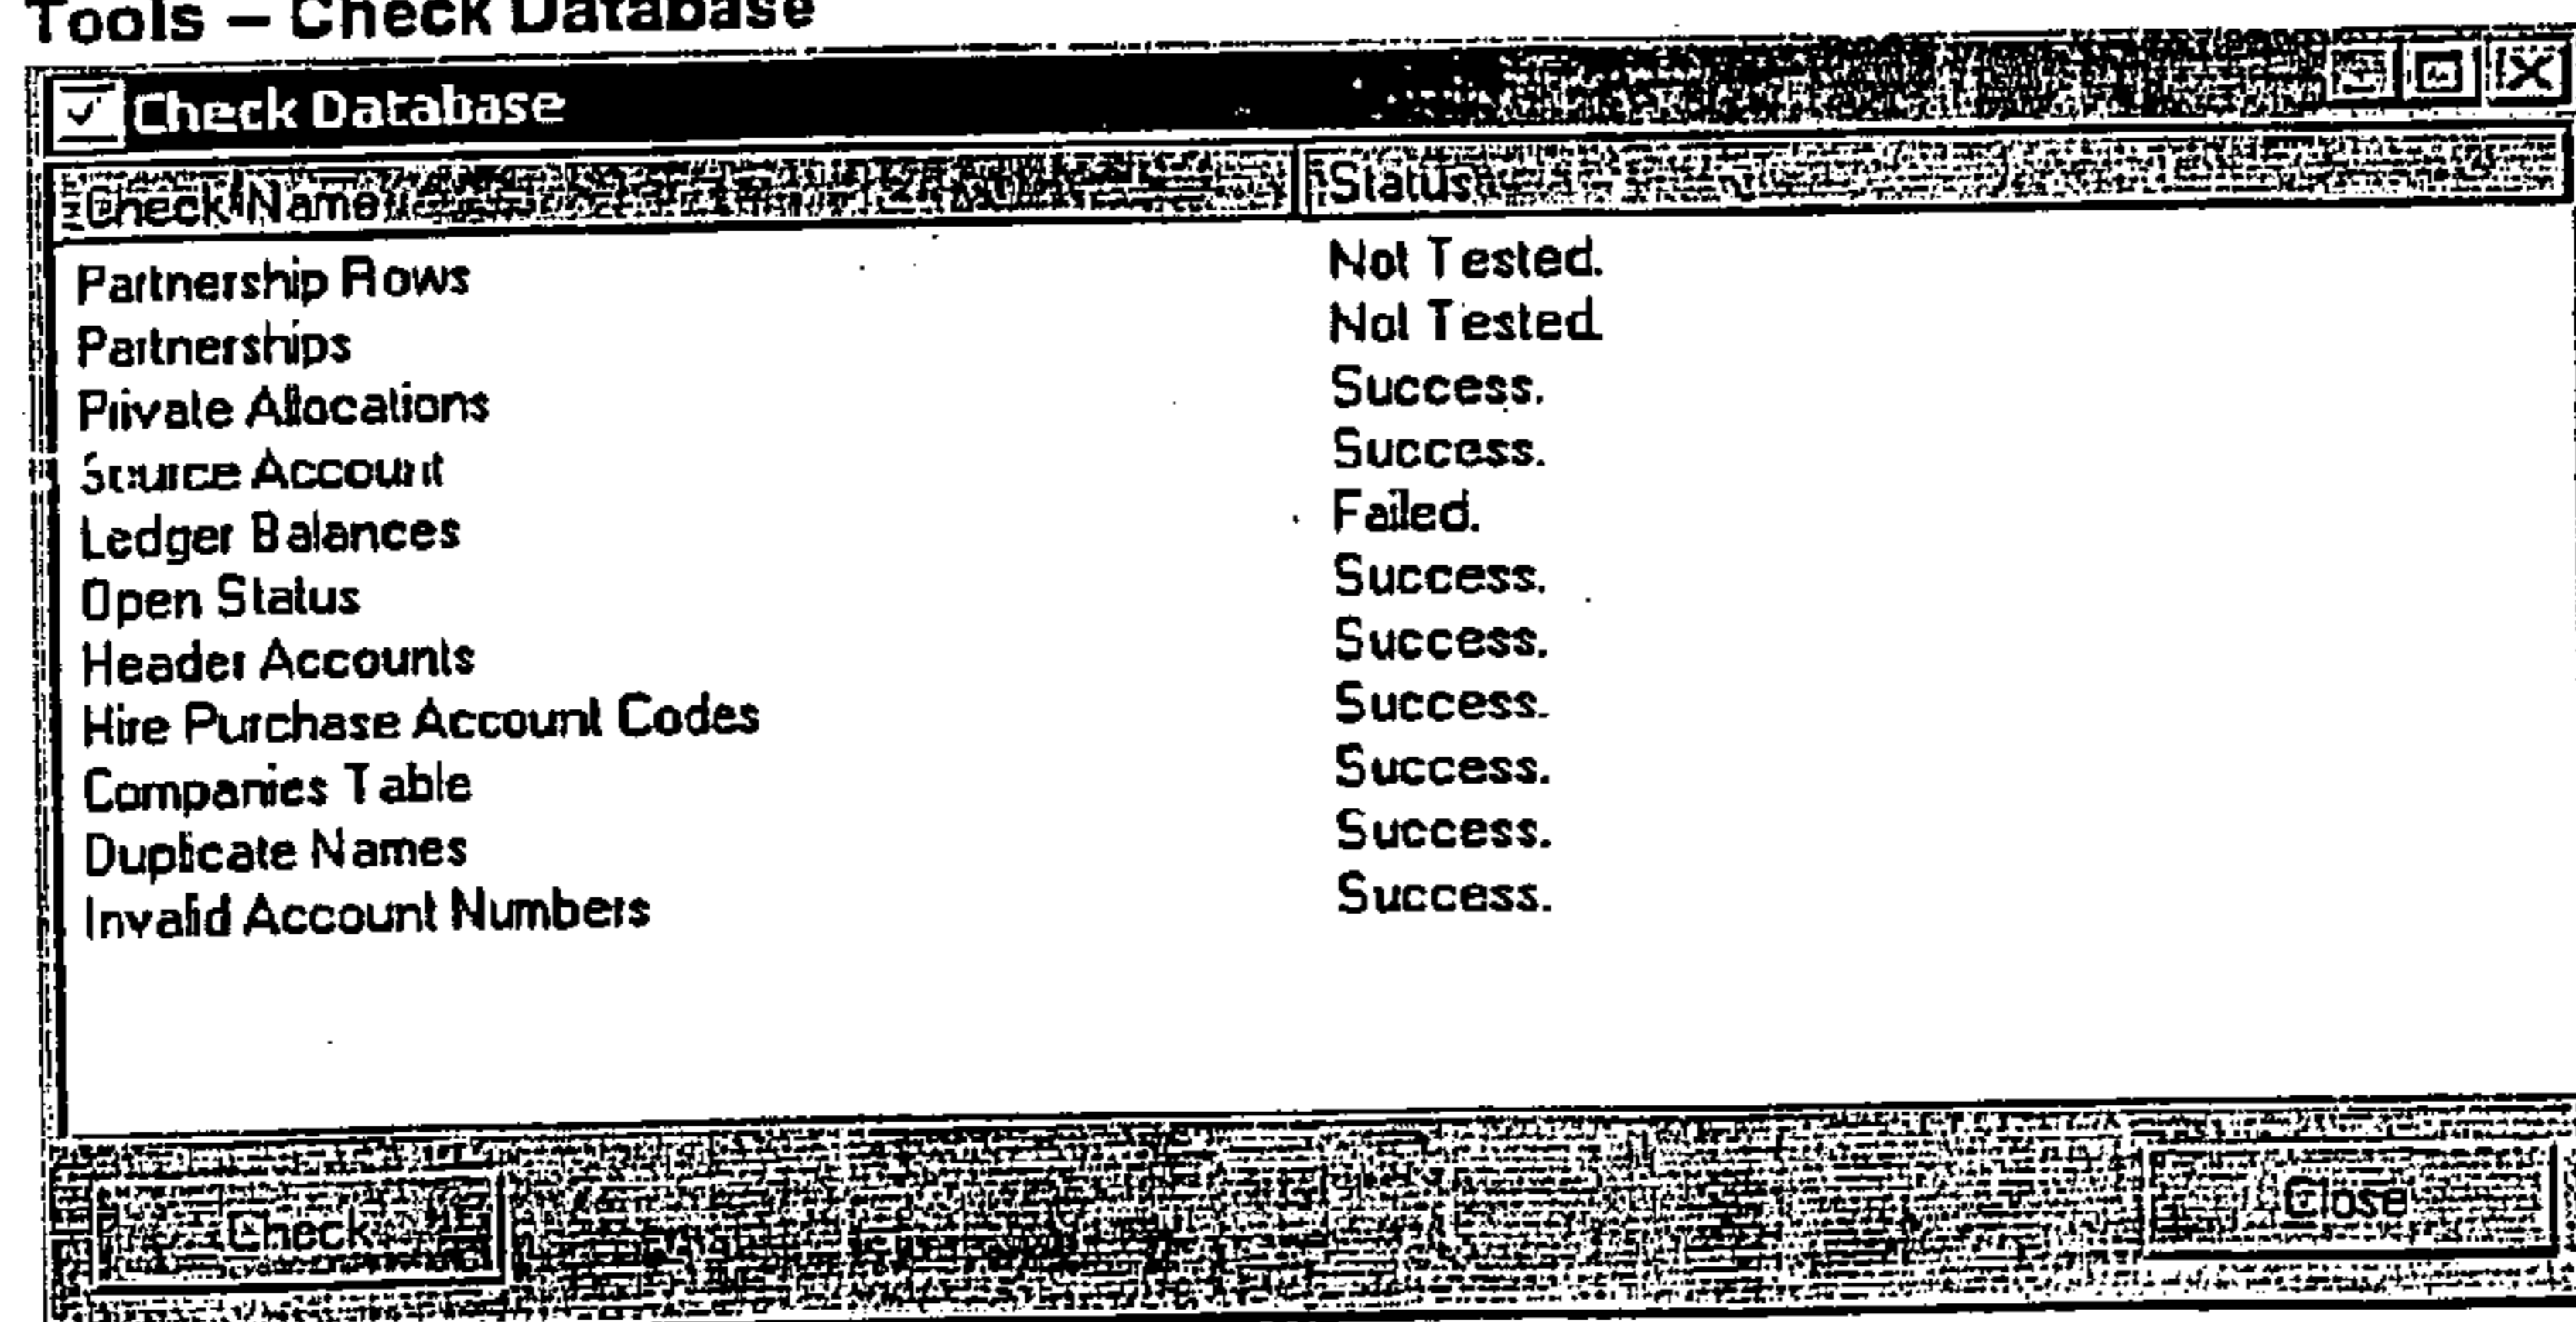 Tools – Check Database
Check Database
Check Name Status
Partnership Rows Not Tested.
Partnerships Not Tested.
Private Allocations Success.
Source Account Success.
Ledger Balances Failed.
Open Status Success.
Header Accounts Success.
Hire Purchase Account Codes Success.
Companies Table Success.
Duplicate Names Success.
Invalid Account Numbers Success.
Check Close